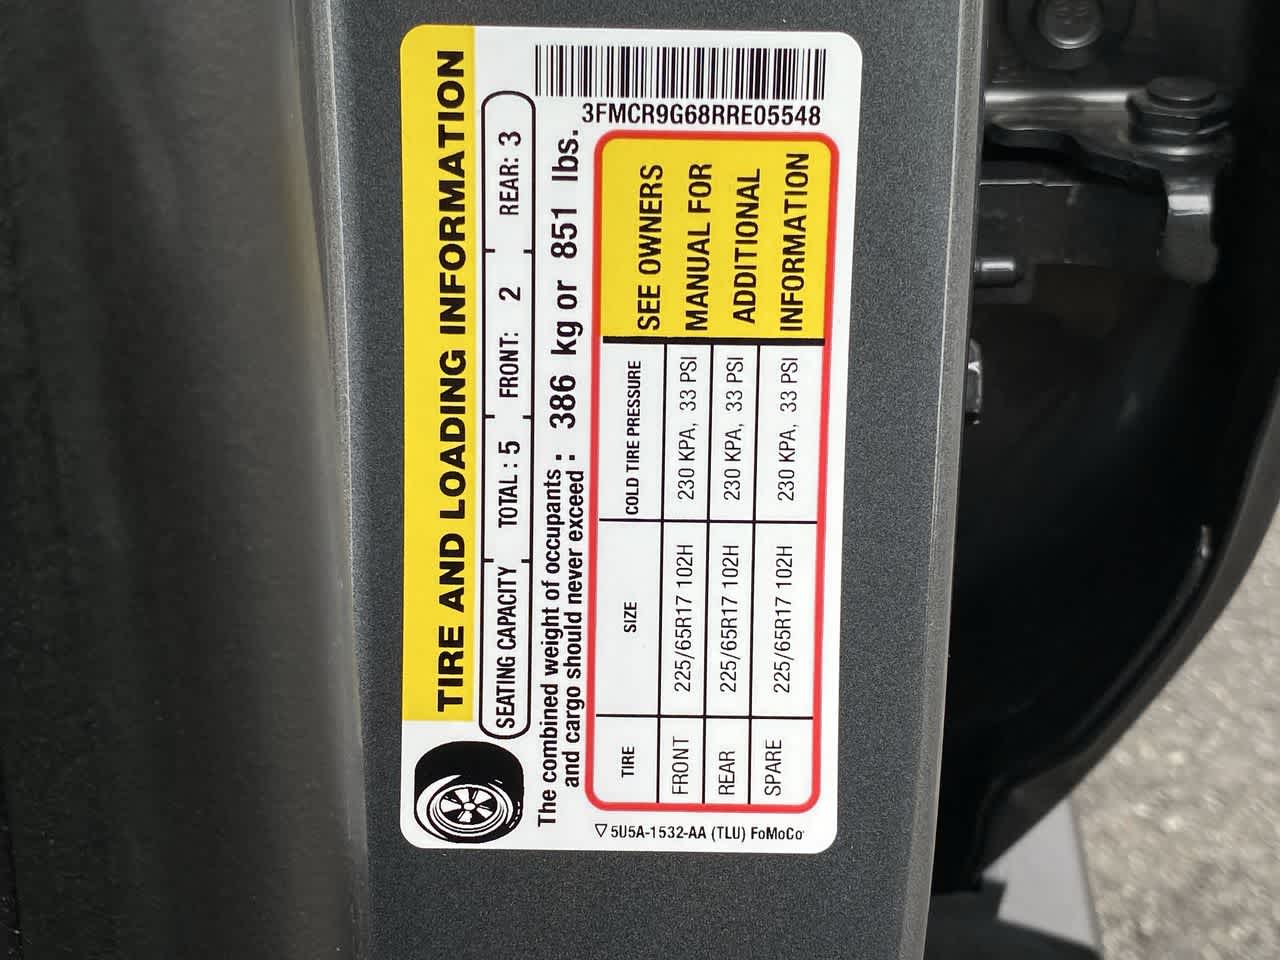 TIRE AND LOADING INFORMATION
SEATING CAPACITY TOTAL : 5 FRONT: 2 REAR: 3
The combined weight of occupants : 386 kg or 851 lbs.
and cargo should never exceed :
TIRE SIZE COLD TIRE PRESSURE
FRONT 225/65R17 102H 230 KPA, 33 PSI
REAR 225/65R17 102H 230 KPA, 33 PSI
SPARE 225/65R17 102H 230 KPA, 33 PSI
SEE OWNERS
MANUAL FOR
ADDITIONAL
INFORMATION
5U5A-1532-AA (TLU) FoMoCo
3FMCR9G68RRE05548